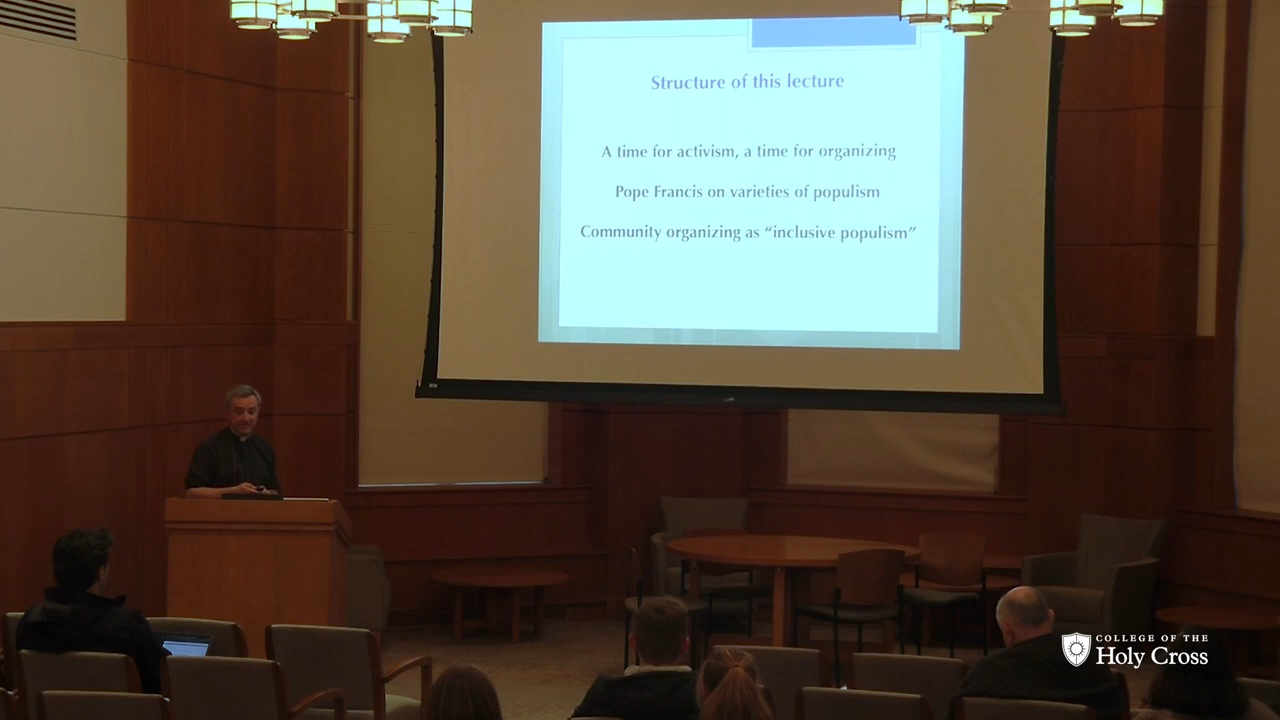 Structure of this lecture
A time for activism, a time for organizing
Pope Francis on varieties of populism
Community organizing as “inclusive populism”
COLLEGE OF THE
Holy Cross